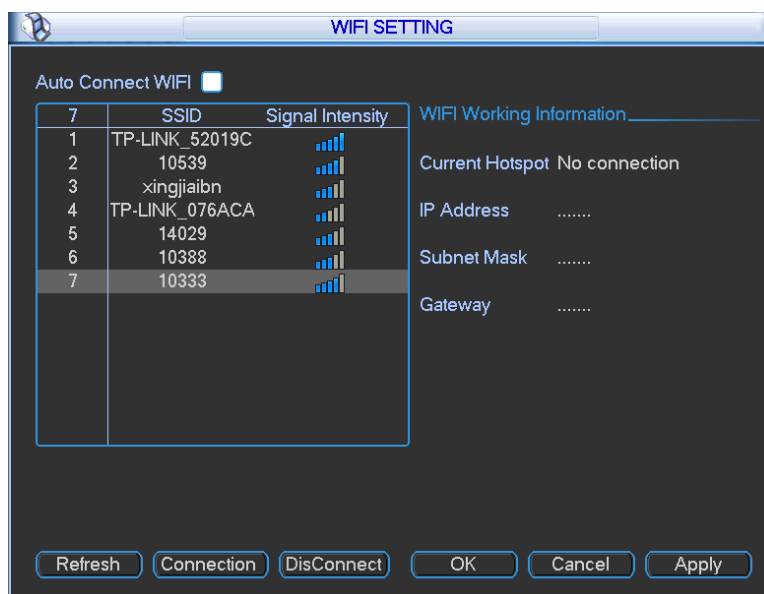 WIFI SETTING
Auto Connect WIFI
7 SSID Signal Intensity
1 TP-LINK_52019C
2 10539
3 xingjiaibn
4 TP-LINK_076ACA
5 14029
6 10388
7 10333
WIFI Working Information
Current Hotspot No connection
IP Address .......
Subnet Mask .......
Gateway .......
Refresh Connection DisConnect OK Cancel Apply